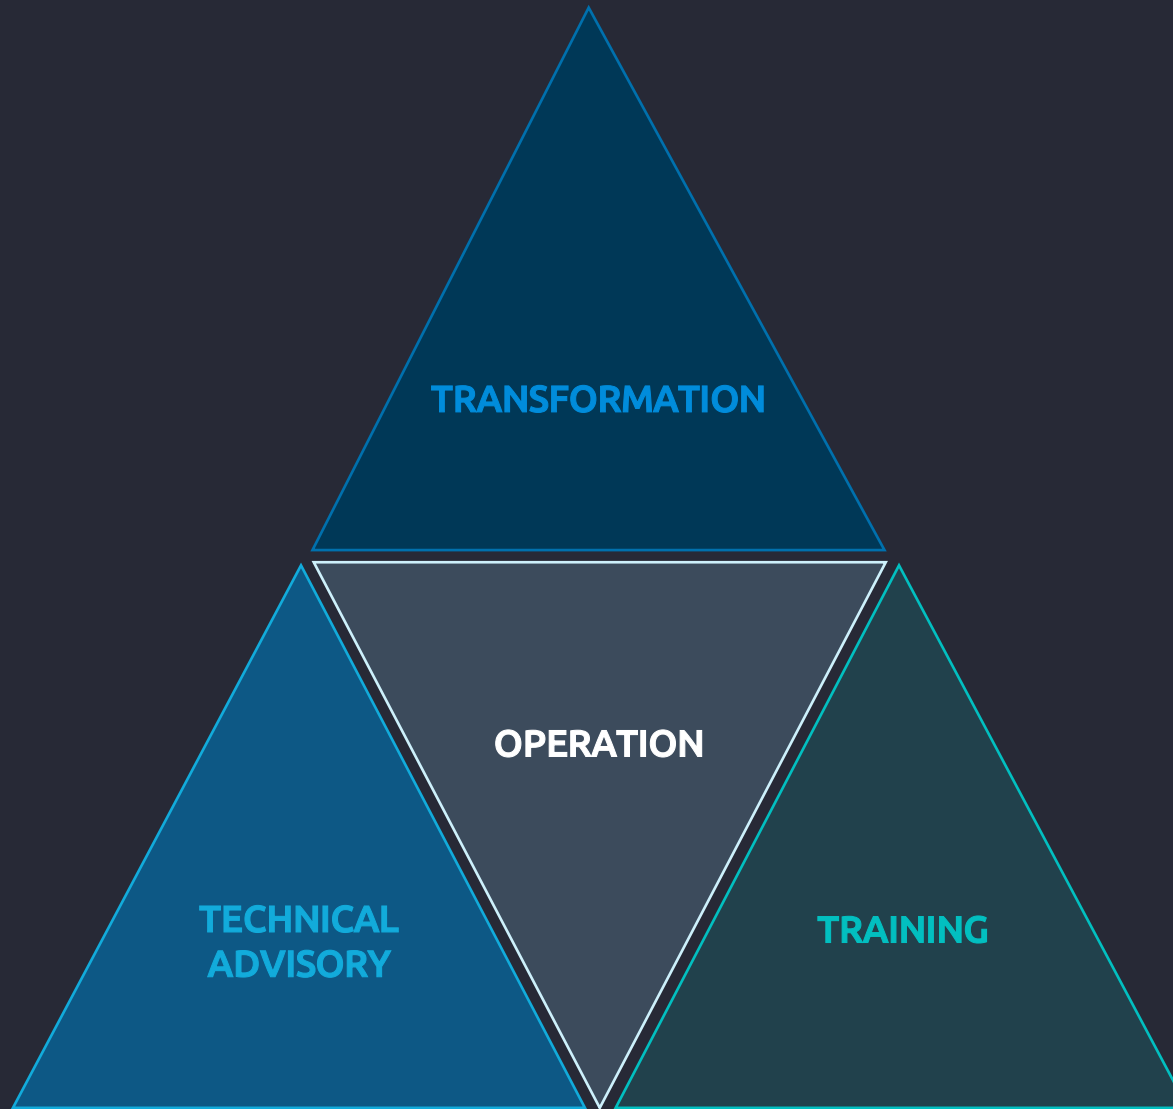 TRANSFORMATION
OPERATION
TECHNICAL
ADVISORY
TRAINING